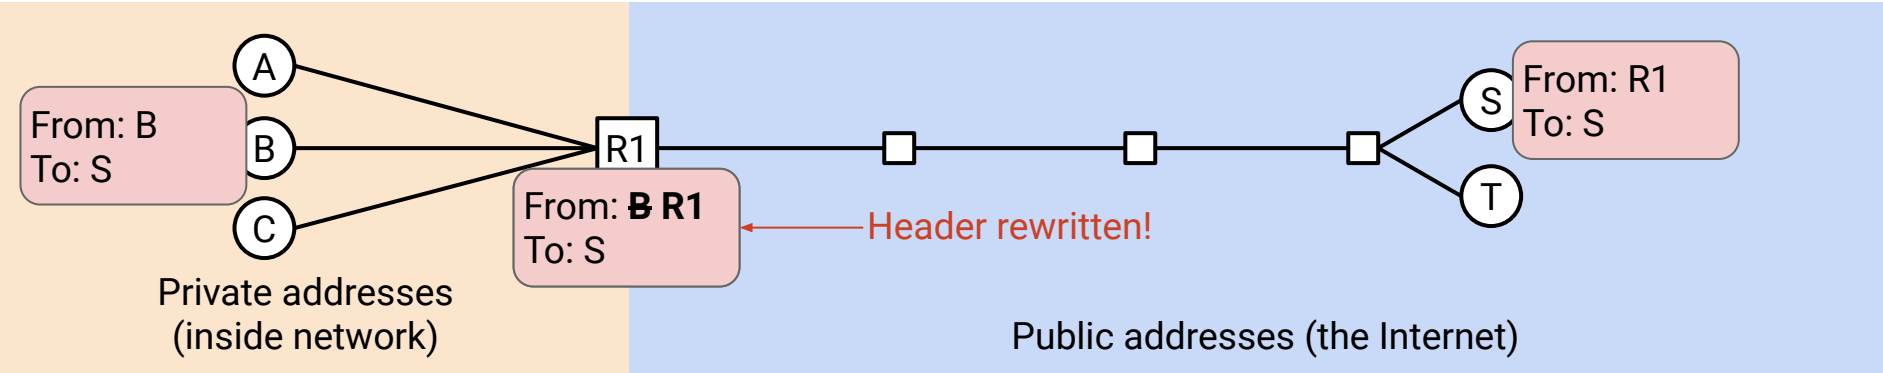 A
From: B
To: S
B
C
R1
From: B R1
To: S
Header rewritten!
S
From: R1
To: S
T
Private addresses
(inside network)
Public addresses (the Internet)